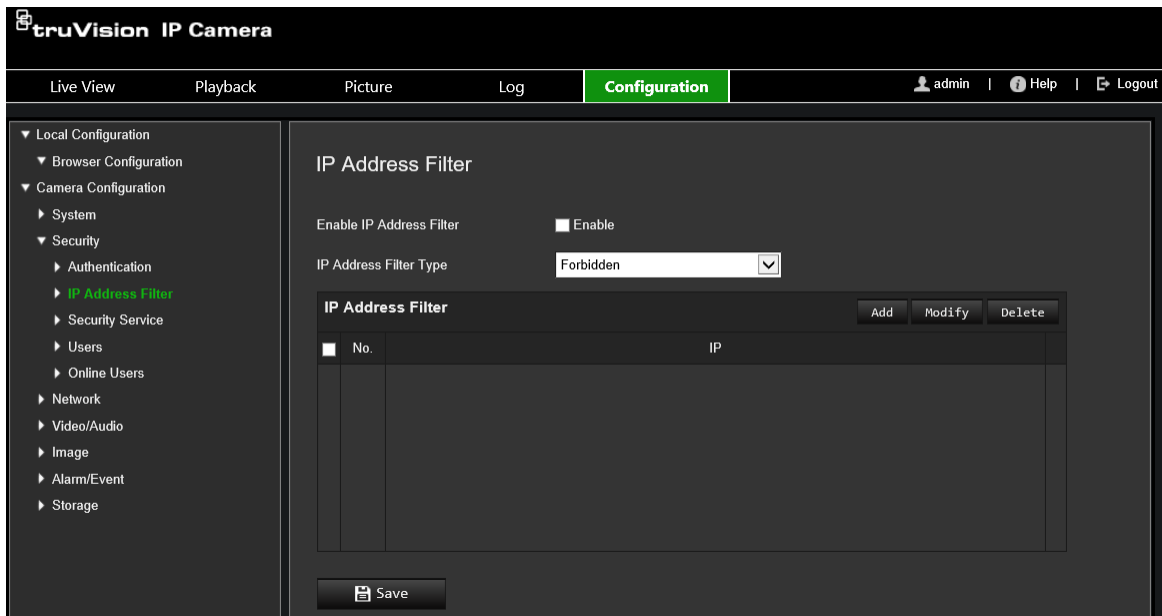 truVision IP Camera
Live View Playback Picture Log Configuration admin | Help | Logout
Local Configuration
Browser Configuration
Camera Configuration
System
Security
Authentication
IP Address Filter
Security Service
Users
Online Users
Network
Video/Audio
Image
Alarm/Event
Storage
IP Address Filter
Enable IP Address Filter Enable
IP Address Filter Type Forbidden
IP Address Filter Add Modify Delete
No. IP
Save